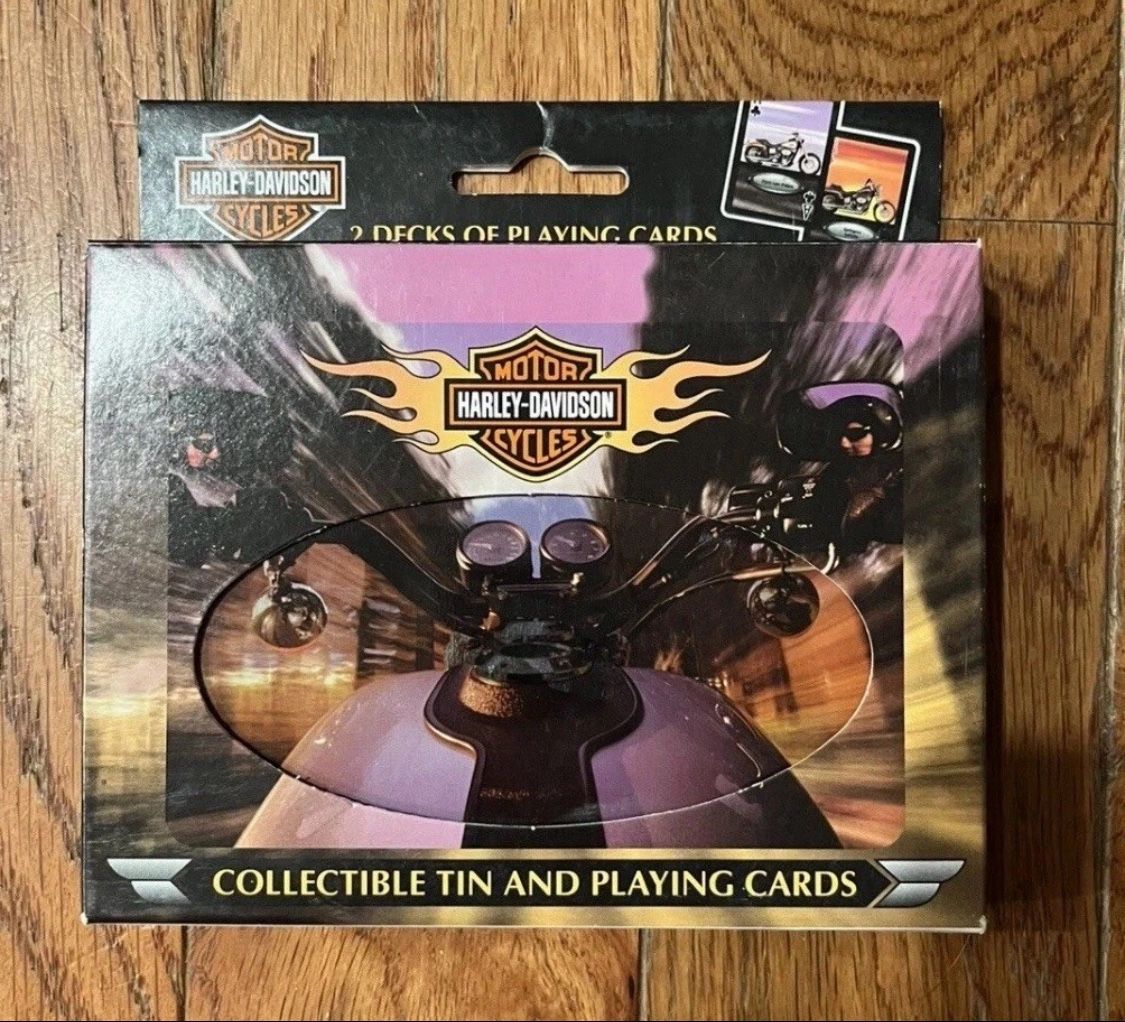 MOTOR
HARLEY-DAVIDSON
CYCLES
2 DECKS OF PLAYING CARDS
MOTOR
HARLEY-DAVIDSON
CYCLES
®
COLLECTIBLE TIN AND PLAYING CARDS